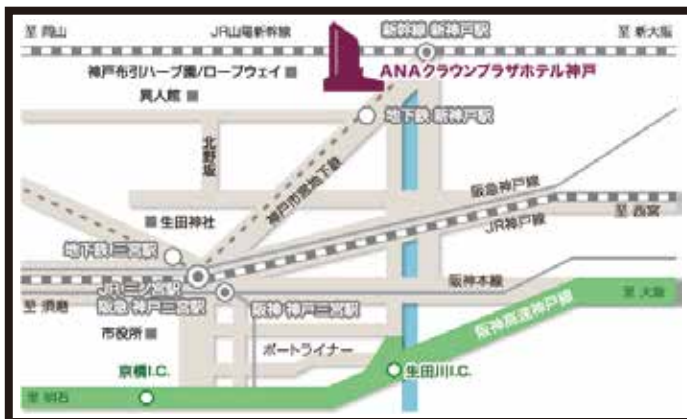 至 岡山
JR山陽新幹線
新幹線 新神戸駅
至 新大阪
神戸布引ハーブ園/ロープウェイ
ANAクラウンプラザホテル神戸
異人館
地下鉄 新神戸駅
北野坂
神戸市営地下鉄
阪急神戸線
生田神社
JR神戸線
至 西宮
地下鉄 三宮駅
JR 三ノ宮駅
至 須磨
阪急 神戸三宮駅
阪神 神戸三宮駅
阪神本線
至 大阪
阪神高速神戸線
市役所
ポートライナー
京橋I.C.
生田川I.C.
至 明石